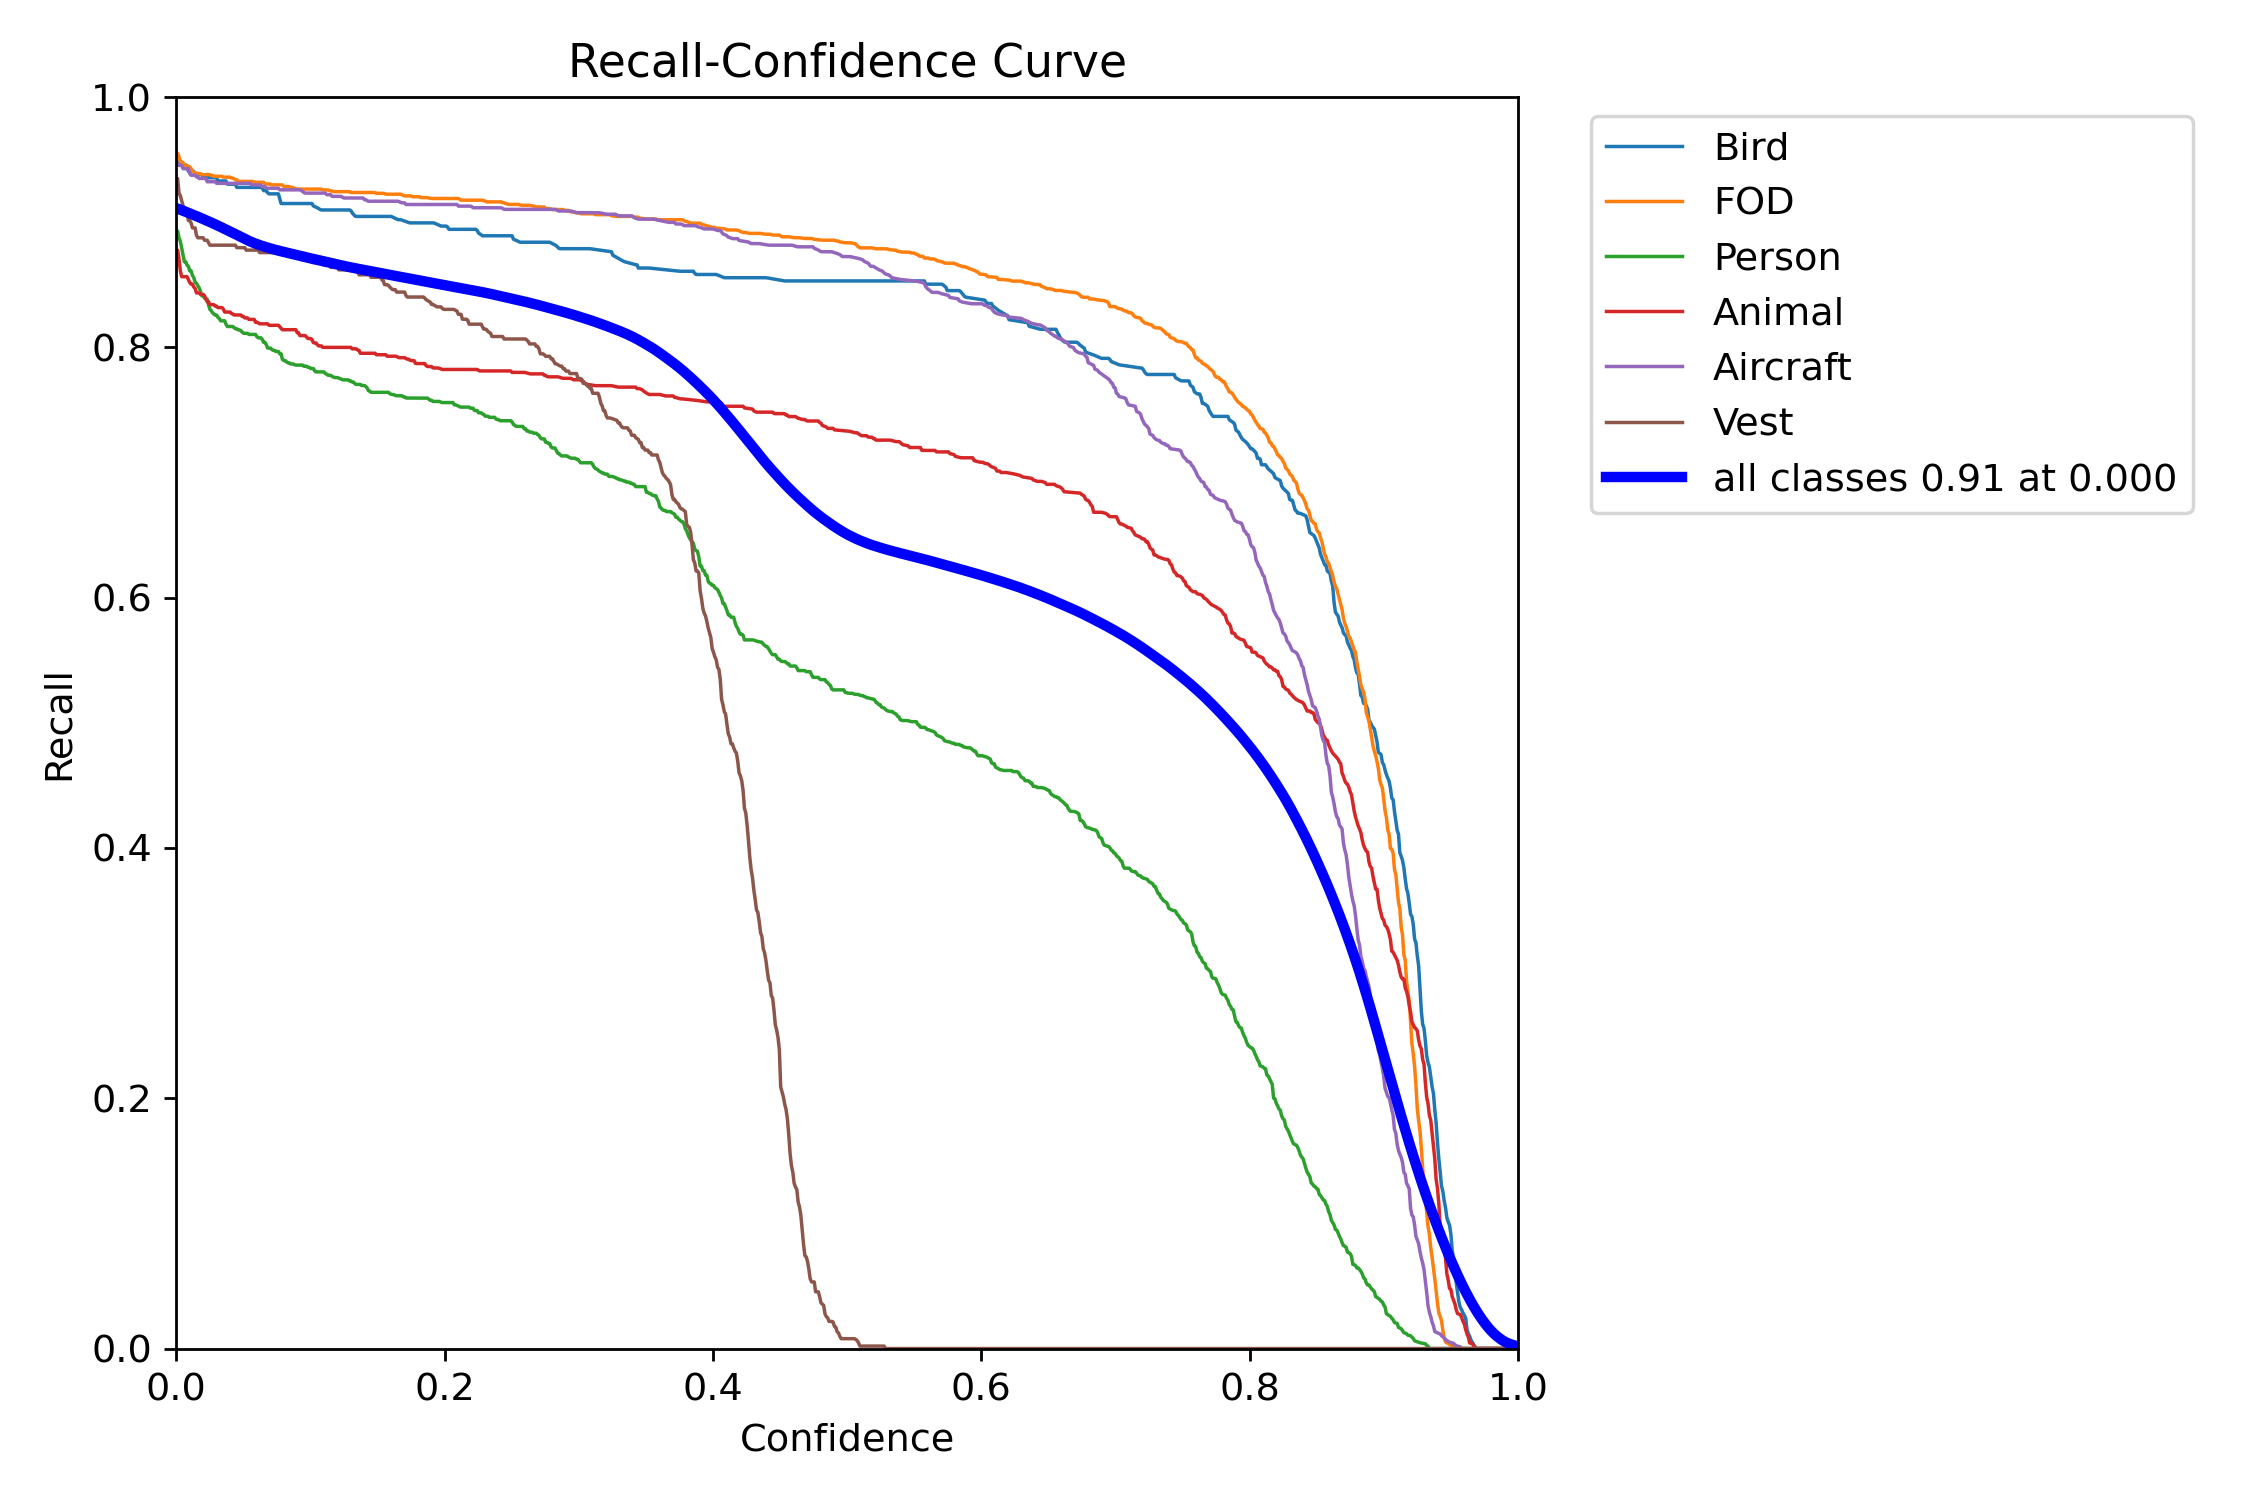 Recall-Confidence Curve
1.0
0.8
0.6
0.4
0.2
0.0
Recall
0.0 0.2 0.4 0.6 0.8 1.0
Confidence
Bird
FOD
Person
Animal
Aircraft
Vest
all classes 0.91 at 0.000